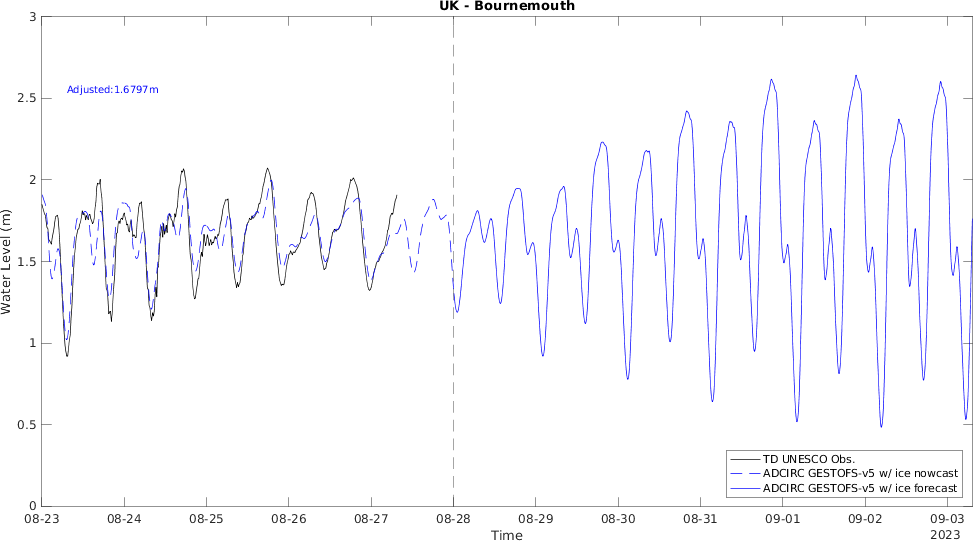 UK - Bournemouth
Adjusted:1.6797m
Water Level (m)
3
2.5
2
1.5
1
0.5
0
TD UNESCO Obs.
ADCIRC GESTOFS-v5 w/ ice nowcast
ADCIRC GESTOFS-v5 w/ ice forecast
08-23 08-24 08-25 08-26 08-27 08-28 08-29 08-30 08-31 09-01 09-02 09-03
2023
Time